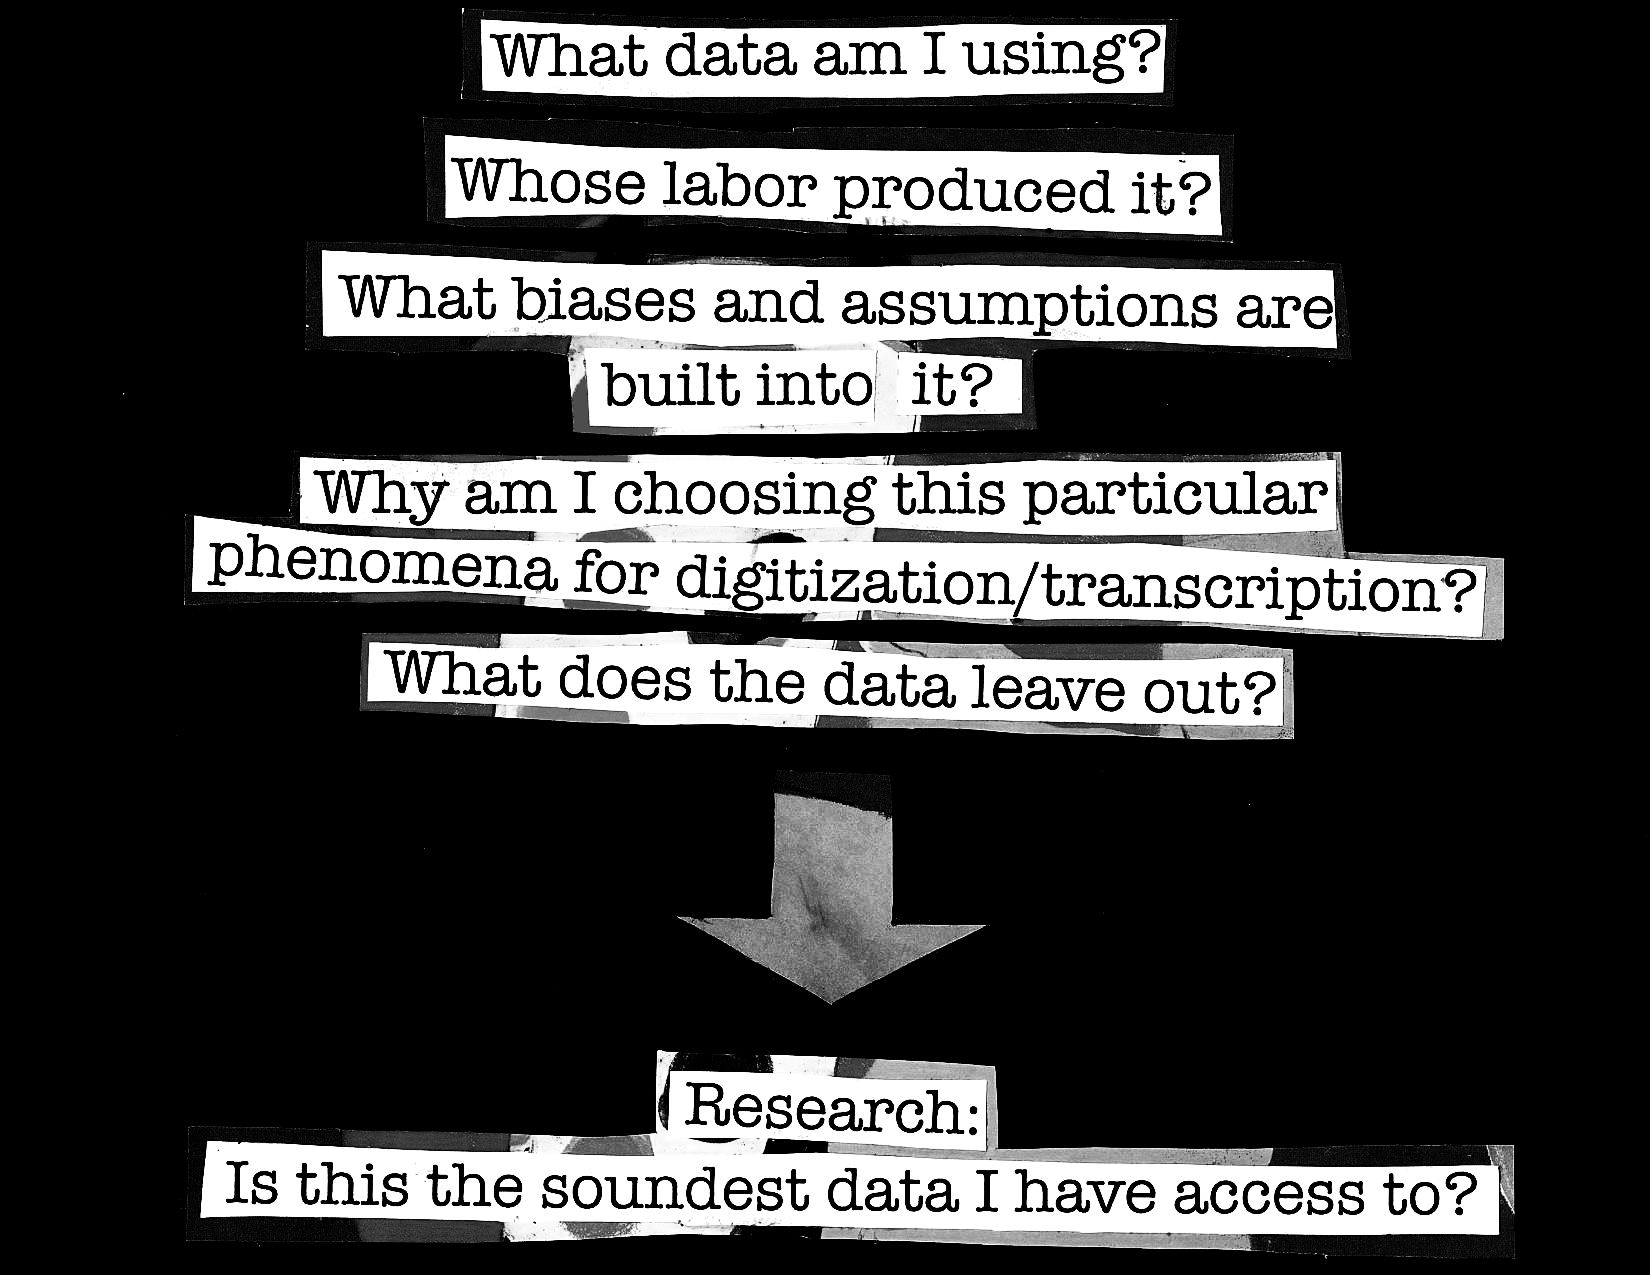 What data am I using?
Whose labor produced it?
What biases and assumptions are
built into it?
Why am I choosing this particular
phenomena for digitization/transcription?
What does the data leave out?
Research:
Is this the soundest data I have access to?